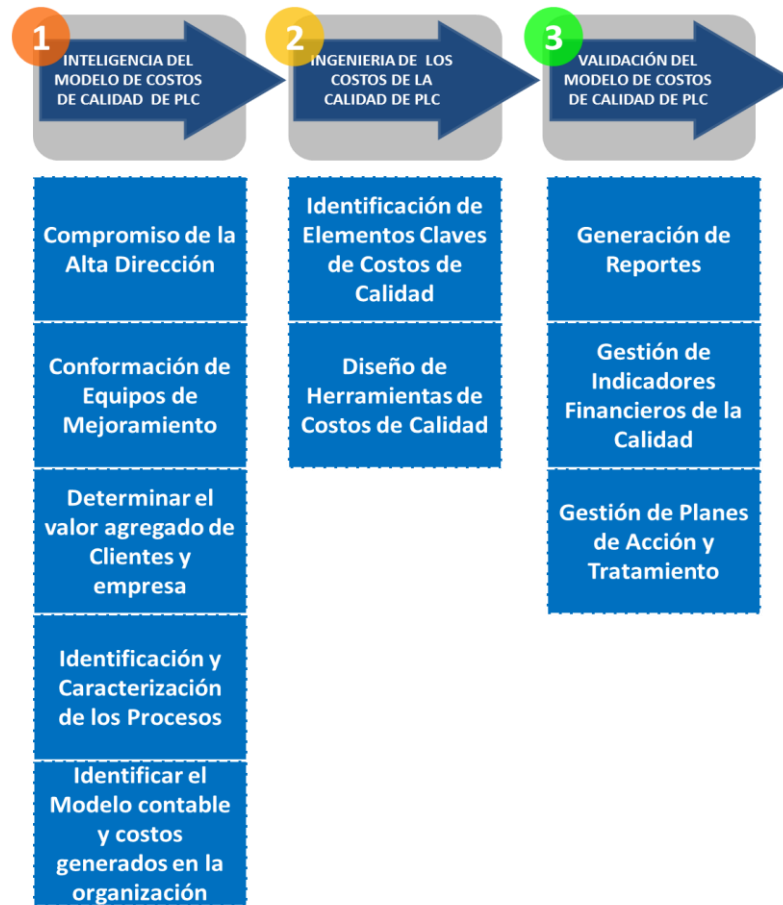 1
INTELIGENCIA DEL
MODELO DE COSTOS
DE CALIDAD DE PLC
2
INGENIERIA DE LOS
COSTOS DE LA
CALIDAD DE PLC
3
VALIDACIÓN DEL
MODELO DE COSTOS
DE CALIDAD DE PLC
Compromiso de la
Alta Dirección
Conformación de
Equipos de
Mejoramiento
Determinar el
valor agregado de
Clientes y
empresa
Identificación y
Caracterización
de los Procesos
Identificar el
Modelo contable
y costos
generados en la
organización
Identificación de
Elementos Claves
de Costos de
Calidad
Diseño de
Herramientas de
Costos de Calidad
Generación de
Reportes
Gestión de
Indicadores
Financieros de la
Calidad
Gestión de Planes
de Acción y
Tratamiento